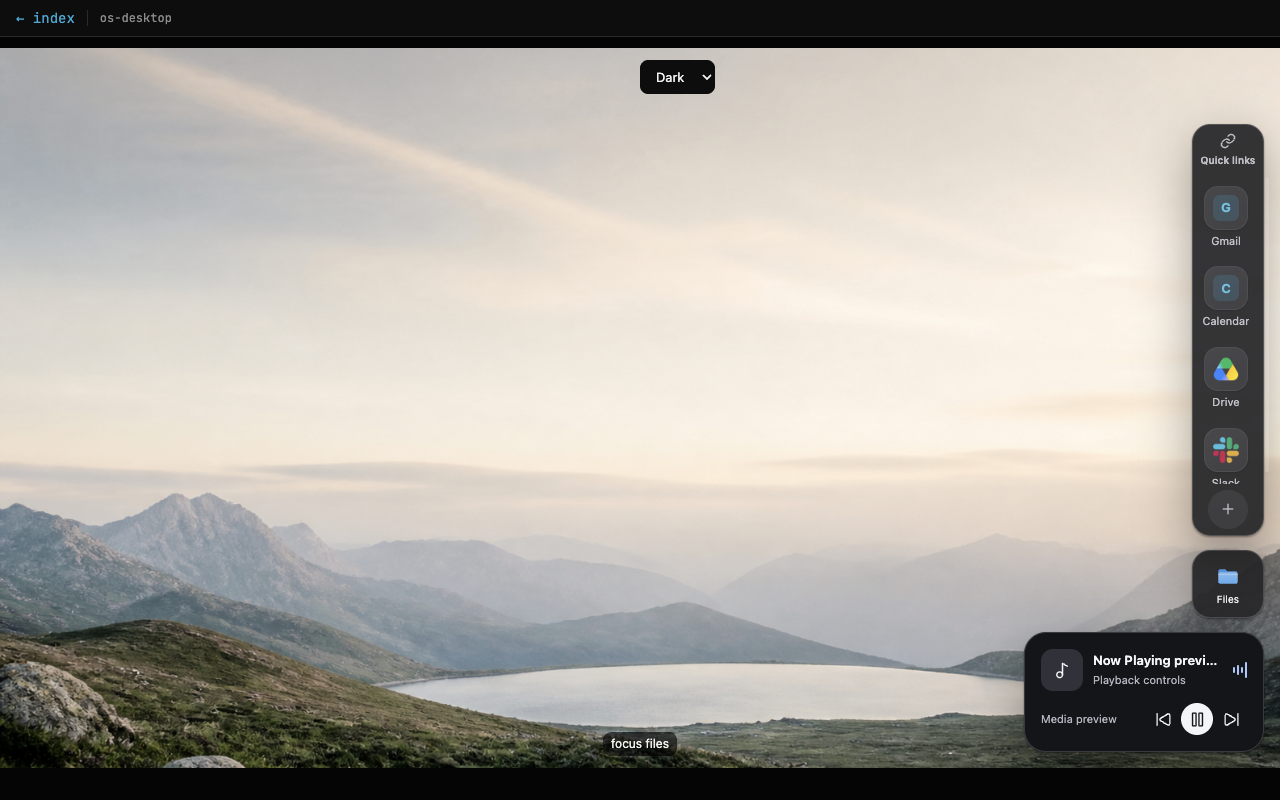 ← index
os-desktop
Dark
Quick links
G
Gmail
C
Calendar
Drive
Slack
+
Files
Now Playing previ...
Playback controls
Media preview
focus files